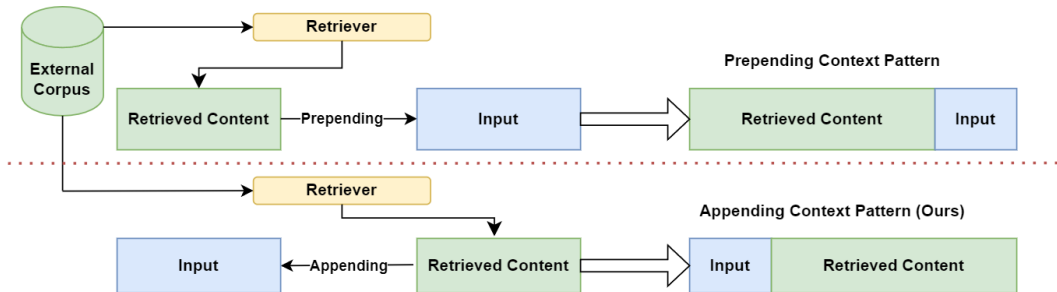 Retriever
External
Corpus
Prepending Context Pattern
Retrieved Content
Prepending
Input
Retrieved Content
Input
Retriever
Appending Context Pattern (Ours)
Input
Appending
Retrieved Content
Input
Retrieved Content